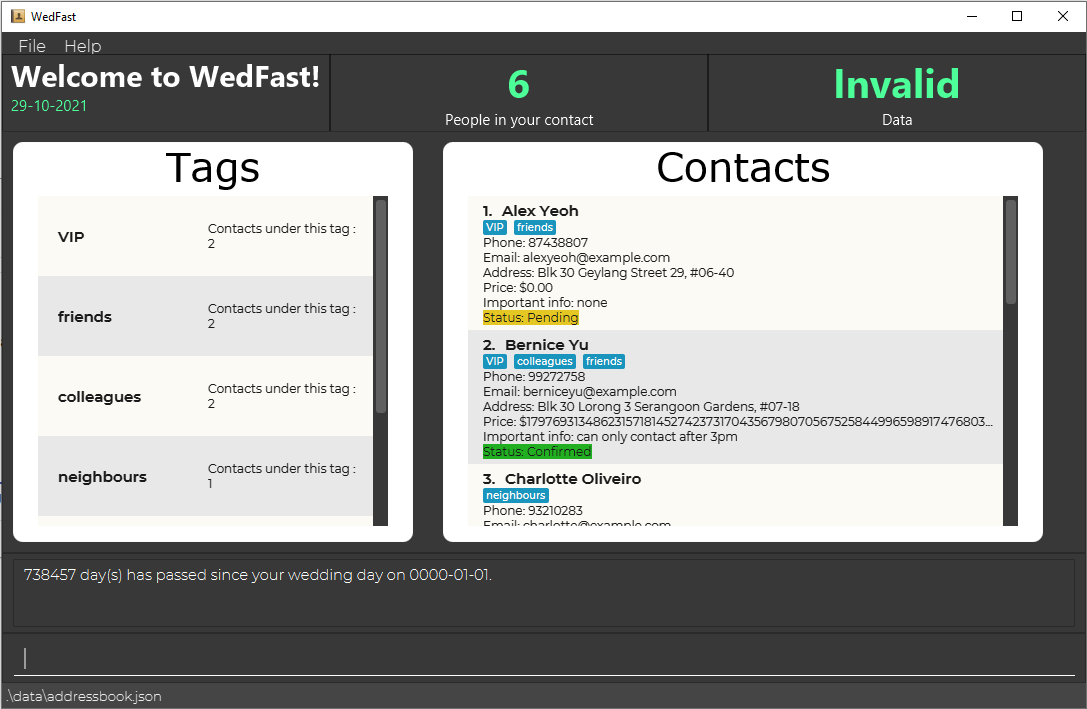 WedFast
File Help
Welcome to WedFast!
29-10-2021
6
People in your contact
Invalid
Data
Tags
VIP
Contacts under this tag :
2
friends
Contacts under this tag :
2
colleagues
Contacts under this tag :
2
neighbours
Contacts under this tag :
1
Contacts
1. Alex Yeoh
VIP friends
Phone: 87438807
Email: alexyeoh@example.com
Address: Blk 30 Geylang Street 29, #06-40
Price: $0.00
Important info: none
Status: Pending
2. Bernice Yu
VIP colleagues friends
Phone: 99272758
Email: berniceyu@example.com
Address: Blk 30 Lorong 3 Serangoon Gardens, #07-18
Price: $179769313486231571814527423731704356798070567525844996598917476803...
Important info: can only contact after 3pm
Status: Confirmed
3. Charlotte Oliveiro
neighbours
Phone: 93210283
Email: charlotte@example.com
738457 day(s) has passed since your wedding day on 0000-01-01.
.\data\addressbook.json